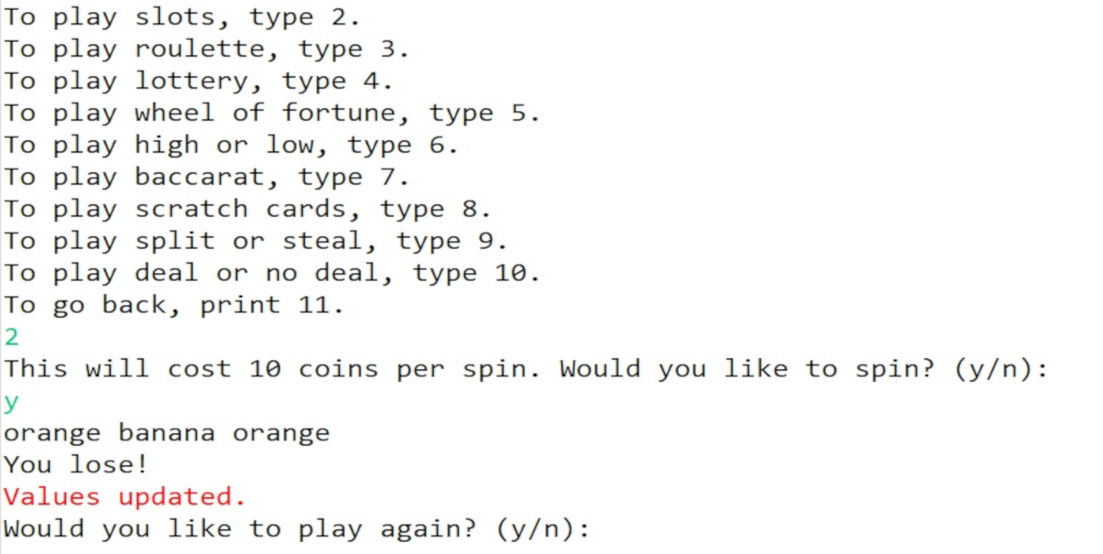 To play slots, type 2.
To play roulette, type 3.
To play lottery, type 4.
To play wheel of fortune, type 5.
To play high or low, type 6.
To play baccarat, type 7.
To play scratch cards, type 8.
To play split or steal, type 9.
To play deal or no deal, type 10.
To go back, print 11.
2
This will cost 10 coins per spin. Would you like to spin? (y/n):
y
orange banana orange
You lose!
Values updated.
Would you like to play again? (y/n):